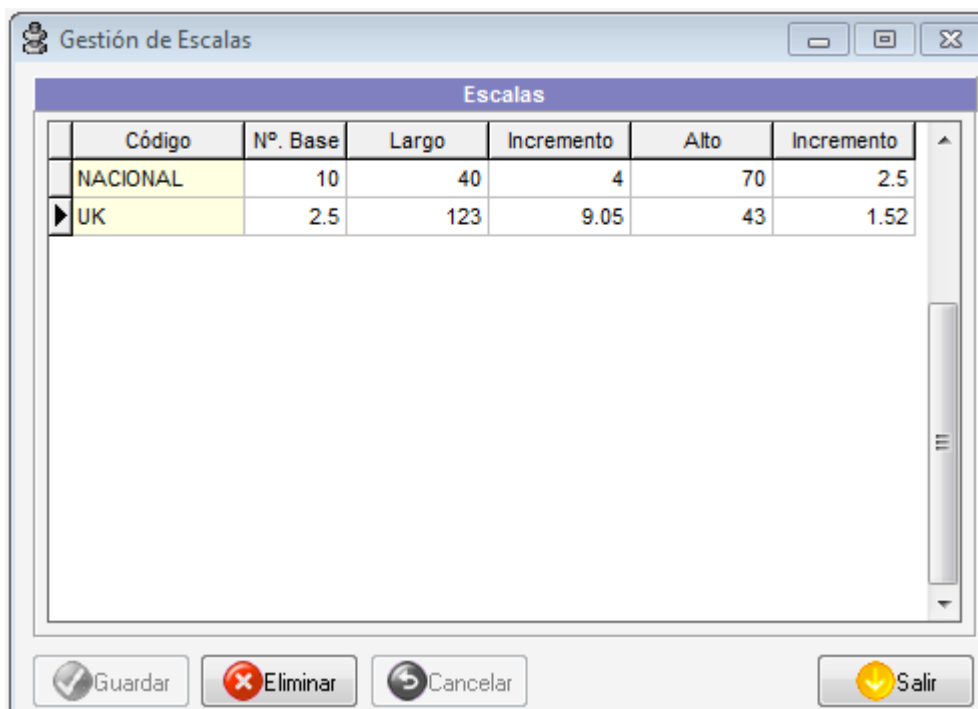 Gestión de Escalas
Escalas
Código Nº. Base Largo Incremento Alto Incremento
NACIONAL 10 40 4 70 2.5
UK 2.5 123 9.05 43 1.52
Guardar Eliminar Cancelar Salir